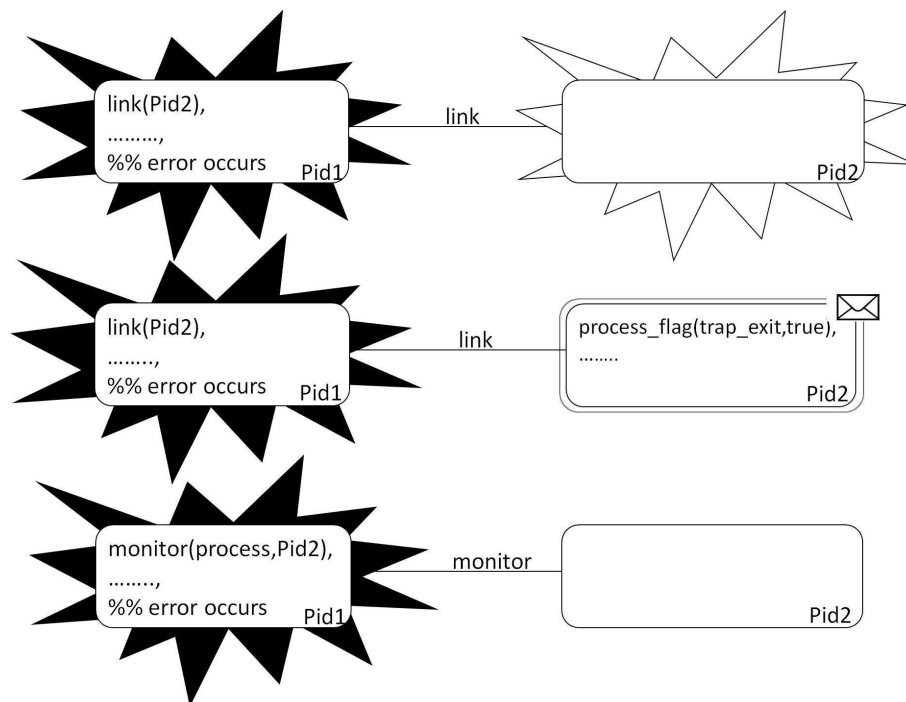 link(Pid2),
………,
%% error occurs
Pid1
link
Pid2
link(Pid2),
……..,
%% error occurs
Pid1
link
process_flag(trap_exit,true),
……..
Pid2
monitor(process,Pid2),
……..,
%% error occurs
Pid1
monitor
Pid2